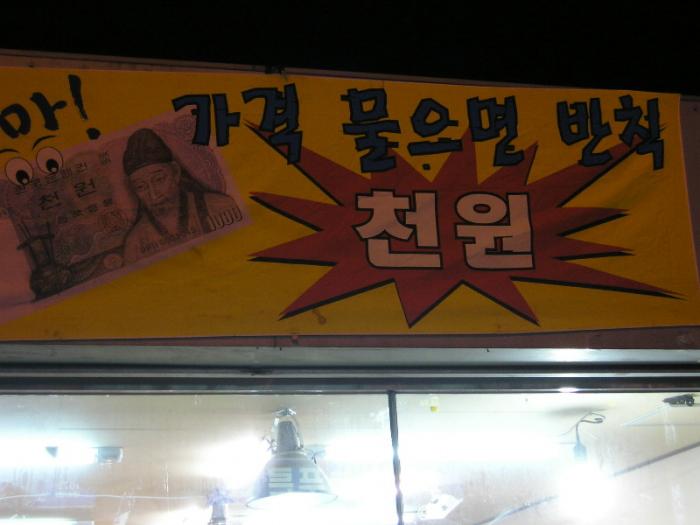 마!
가격 물으면 반칙
천원
천원
1000